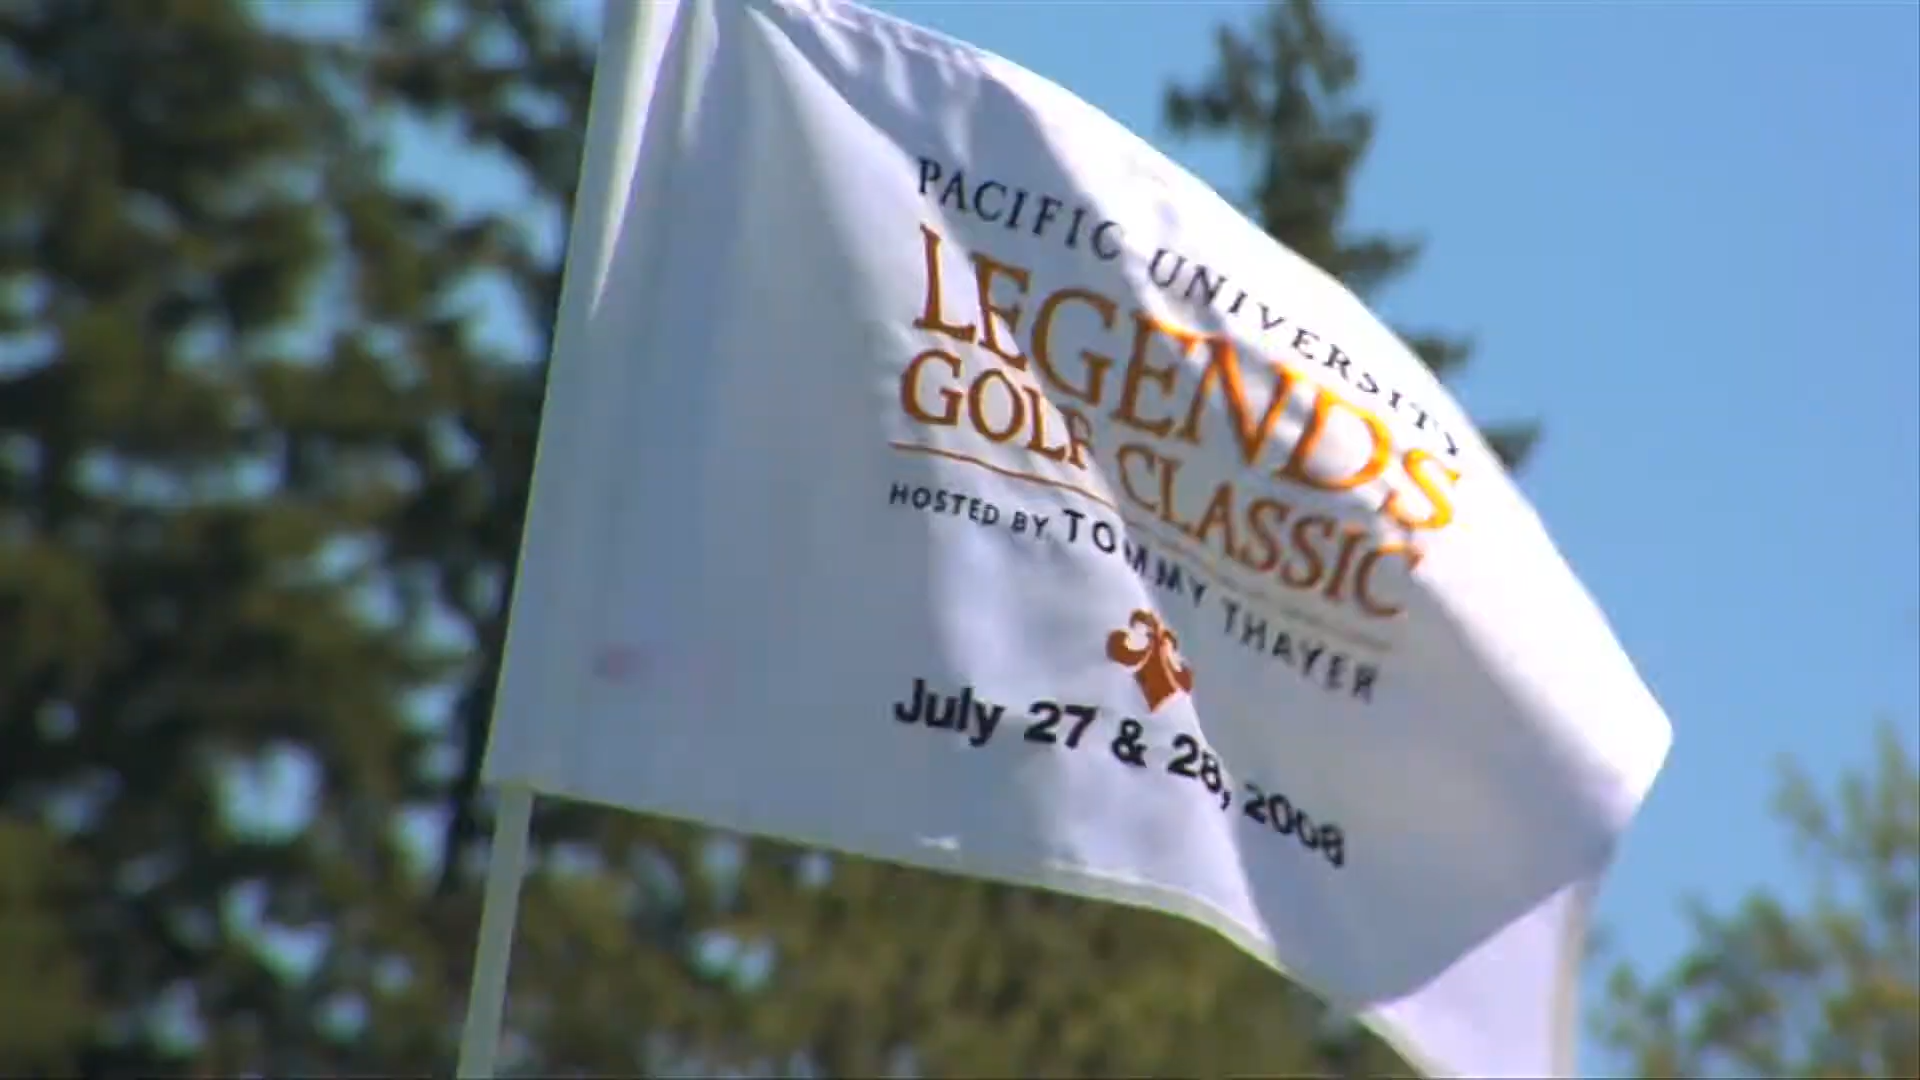 PACIFIC UNIVERSITY
LEGENDS
GOLF CLASSIC
HOSTED BY TOMMY THAYER
July 27 & 28, 2008